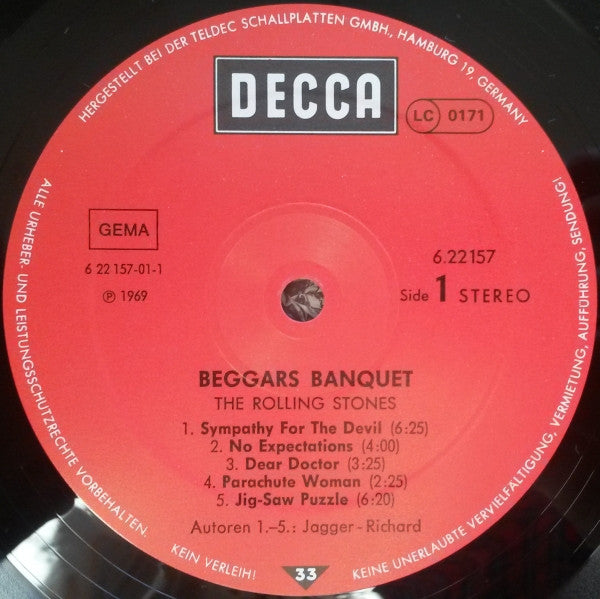 HERGESTELLT BEI DER TELDEC SCHALLPLATTEN GMBH., HAMBURG 19, GERMANY
DECCA
LC 0171
GEMA
6 22 157-01-1
Ⓟ 1969
6.22157
Side 1 STEREO
BEGGARS BANQUET
THE ROLLING STONES
1. Sympathy For The Devil (6:25)
2. No Expectations (4:00)
3. Dear Doctor (3:25)
4. Parachute Woman (2:25)
5. Jig-Saw Puzzle (6:20)
Autoren 1.–5.: Jagger-Richard
ALLE URHEBER- UND LEISTUNGSSCHUTZRECHTE VORBEHALTEN.
KEIN VERLEIH!
33
KEINE UNERLAUBTE VERVIELFÄLTIGUNG, VERMIETUNG, AUFFÜHRUNG, SENDUNG!